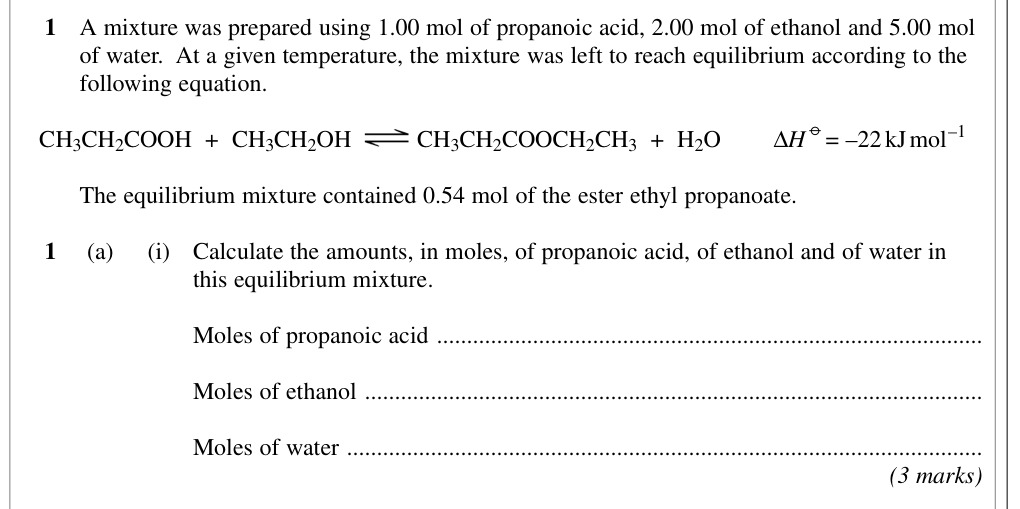 1 A mixture was prepared using 1.00 mol of propanoic acid, 2.00 mol of ethanol and 5.00 mol
of water. At a given temperature, the mixture was left to reach equilibrium according to the
following equation.
CH₃CH₂COOH + CH₃CH₂OH ⇌ CH₃CH₂COOCH₂CH₃ + H₂O ΔH⊖ = –22 kJ mol⁻¹
The equilibrium mixture contained 0.54 mol of the ester ethyl propanoate.
1 (a) (i) Calculate the amounts, in moles, of propanoic acid, of ethanol and of water in
this equilibrium mixture.
Moles of propanoic acid ..........................................................................................
Moles of ethanol ......................................................................................................
Moles of water .........................................................................................................
(3 marks)